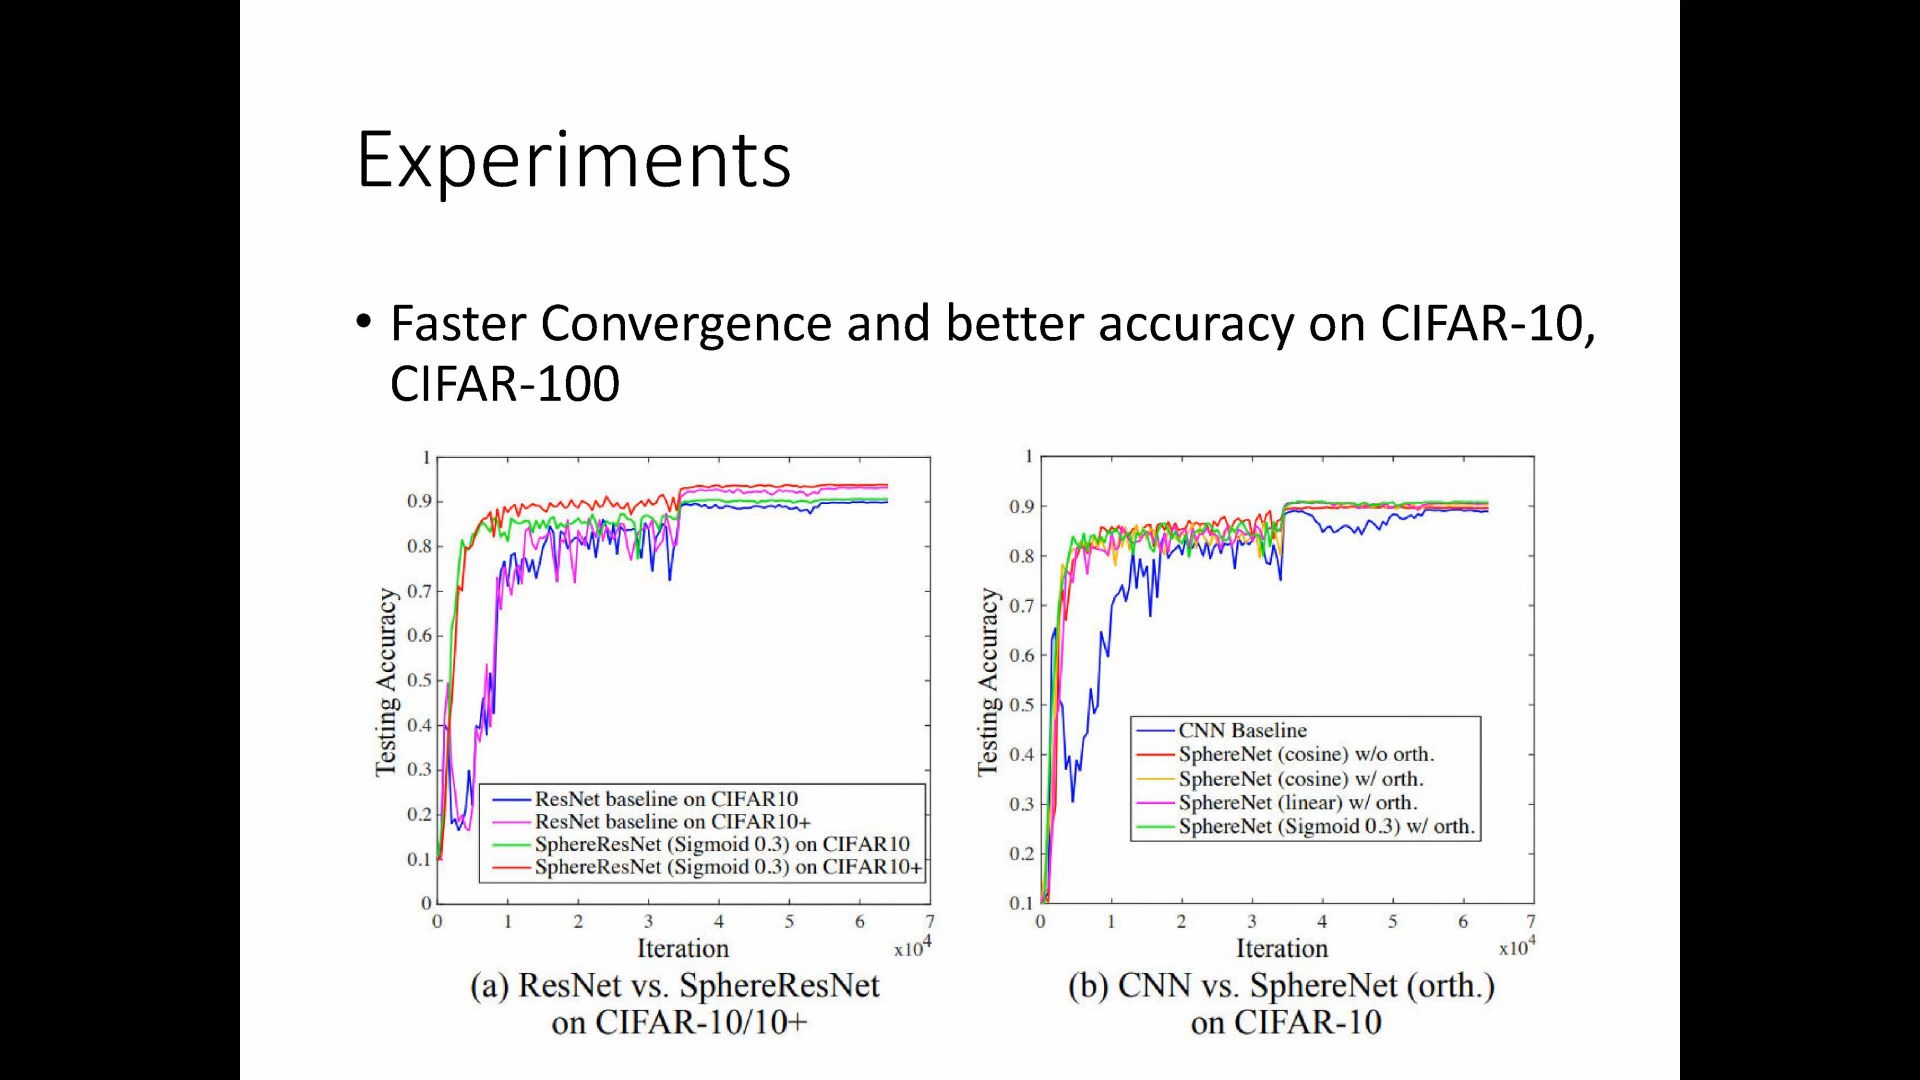 Experiments
• Faster Convergence and better accuracy on CIFAR-10,
CIFAR-100
1
0.9
0.8
0.7
0.6
0.5
0.4
0.3
0.2
0.1
0
Testing Accuracy
ResNet baseline on CIFAR10
ResNet baseline on CIFAR10+
SphereResNet (Sigmoid 0.3) on CIFAR10
SphereResNet (Sigmoid 0.3) on CIFAR10+
0 1 2 3 4 5 6 7
Iteration
x10^4
(a) ResNet vs. SphereResNet
on CIFAR-10/10+
1
0.9
0.8
0.7
0.6
0.5
0.4
0.3
0.2
0.1
Testing Accuracy
CNN Baseline
SphereNet (cosine) w/o orth.
SphereNet (cosine) w/ orth.
SphereNet (linear) w/ orth.
SphereNet (Sigmoid 0.3) w/ orth.
0 1 2 3 4 5 6 7
Iteration
x10^4
(b) CNN vs. SphereNet (orth.)
on CIFAR-10